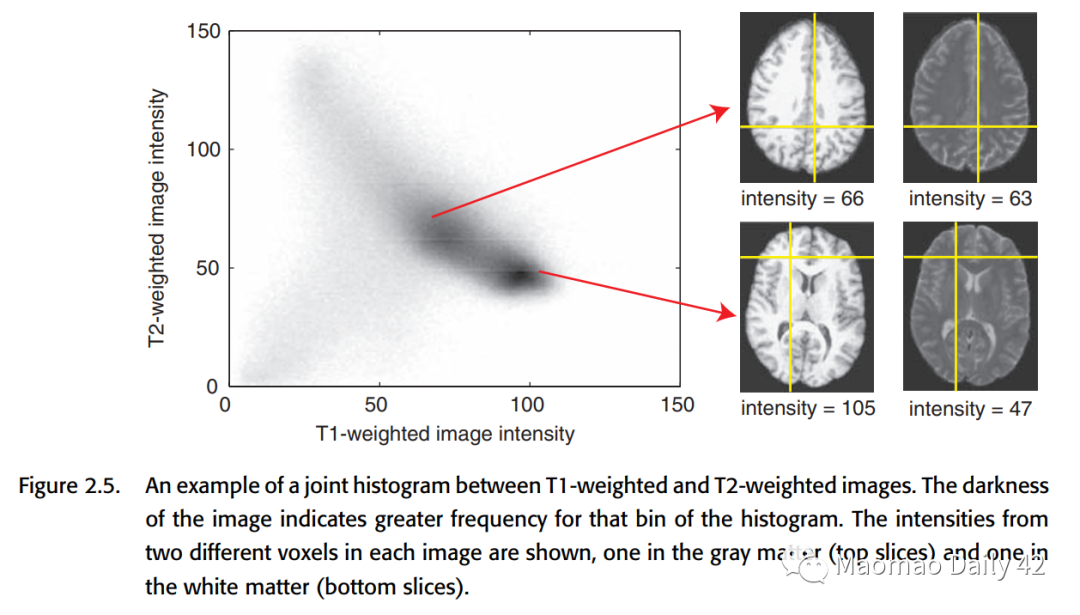 150
100
50
0
T2-weighted image intensity
0
50
100
150
T1-weighted image intensity
intensity = 66
intensity = 63
intensity = 105
intensity = 47
Figure 2.5. An example of a joint histogram between T1-weighted and T2-weighted images. The darkness
of the image indicates greater frequency for that bin of the histogram. The intensities from
two different voxels in each image are shown, one in the gray matter (top slices) and one in
the white matter (bottom slices).
Maomao Daily 42